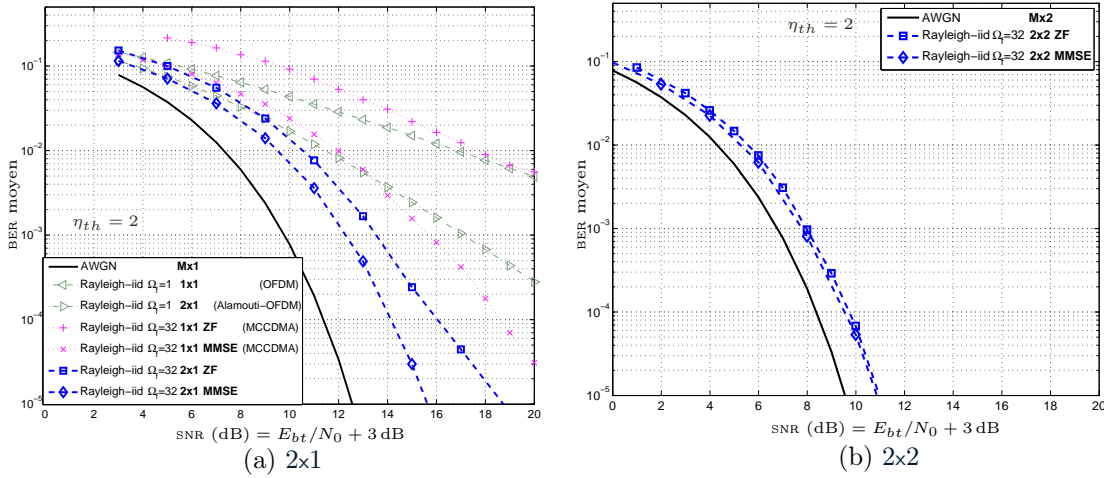 η_th = 2
AWGN Mx1
Rayleigh−iid Ω_f=1 1x1 (OFDM)
Rayleigh−iid Ω_f=1 2x1 (Alamouti−OFDM)
Rayleigh−iid Ω_f=32 1x1 ZF (MCCDMA)
Rayleigh−iid Ω_f=32 1x1 MMSE (MCCDMA)
Rayleigh−iid Ω_f=32 2x1 ZF
Rayleigh−iid Ω_f=32 2x1 MMSE
BER moyen
10^−1
10^−2
10^−3
10^−4
10^−5
0 2 4 6 8 10 12 14 16 18 20
SNR (dB) = E_bt/N_0 + 3 dB
(a) 2x1
η_th = 2
AWGN Mx2
Rayleigh−iid Ω_f=32 2x2 ZF
Rayleigh−iid Ω_f=32 2x2 MMSE
BER moyen
10^−1
10^−2
10^−3
10^−4
10^−5
0 2 4 6 8 10 12 14 16 18 20
SNR (dB) = E_bt/N_0 + 3 dB
(b) 2x2